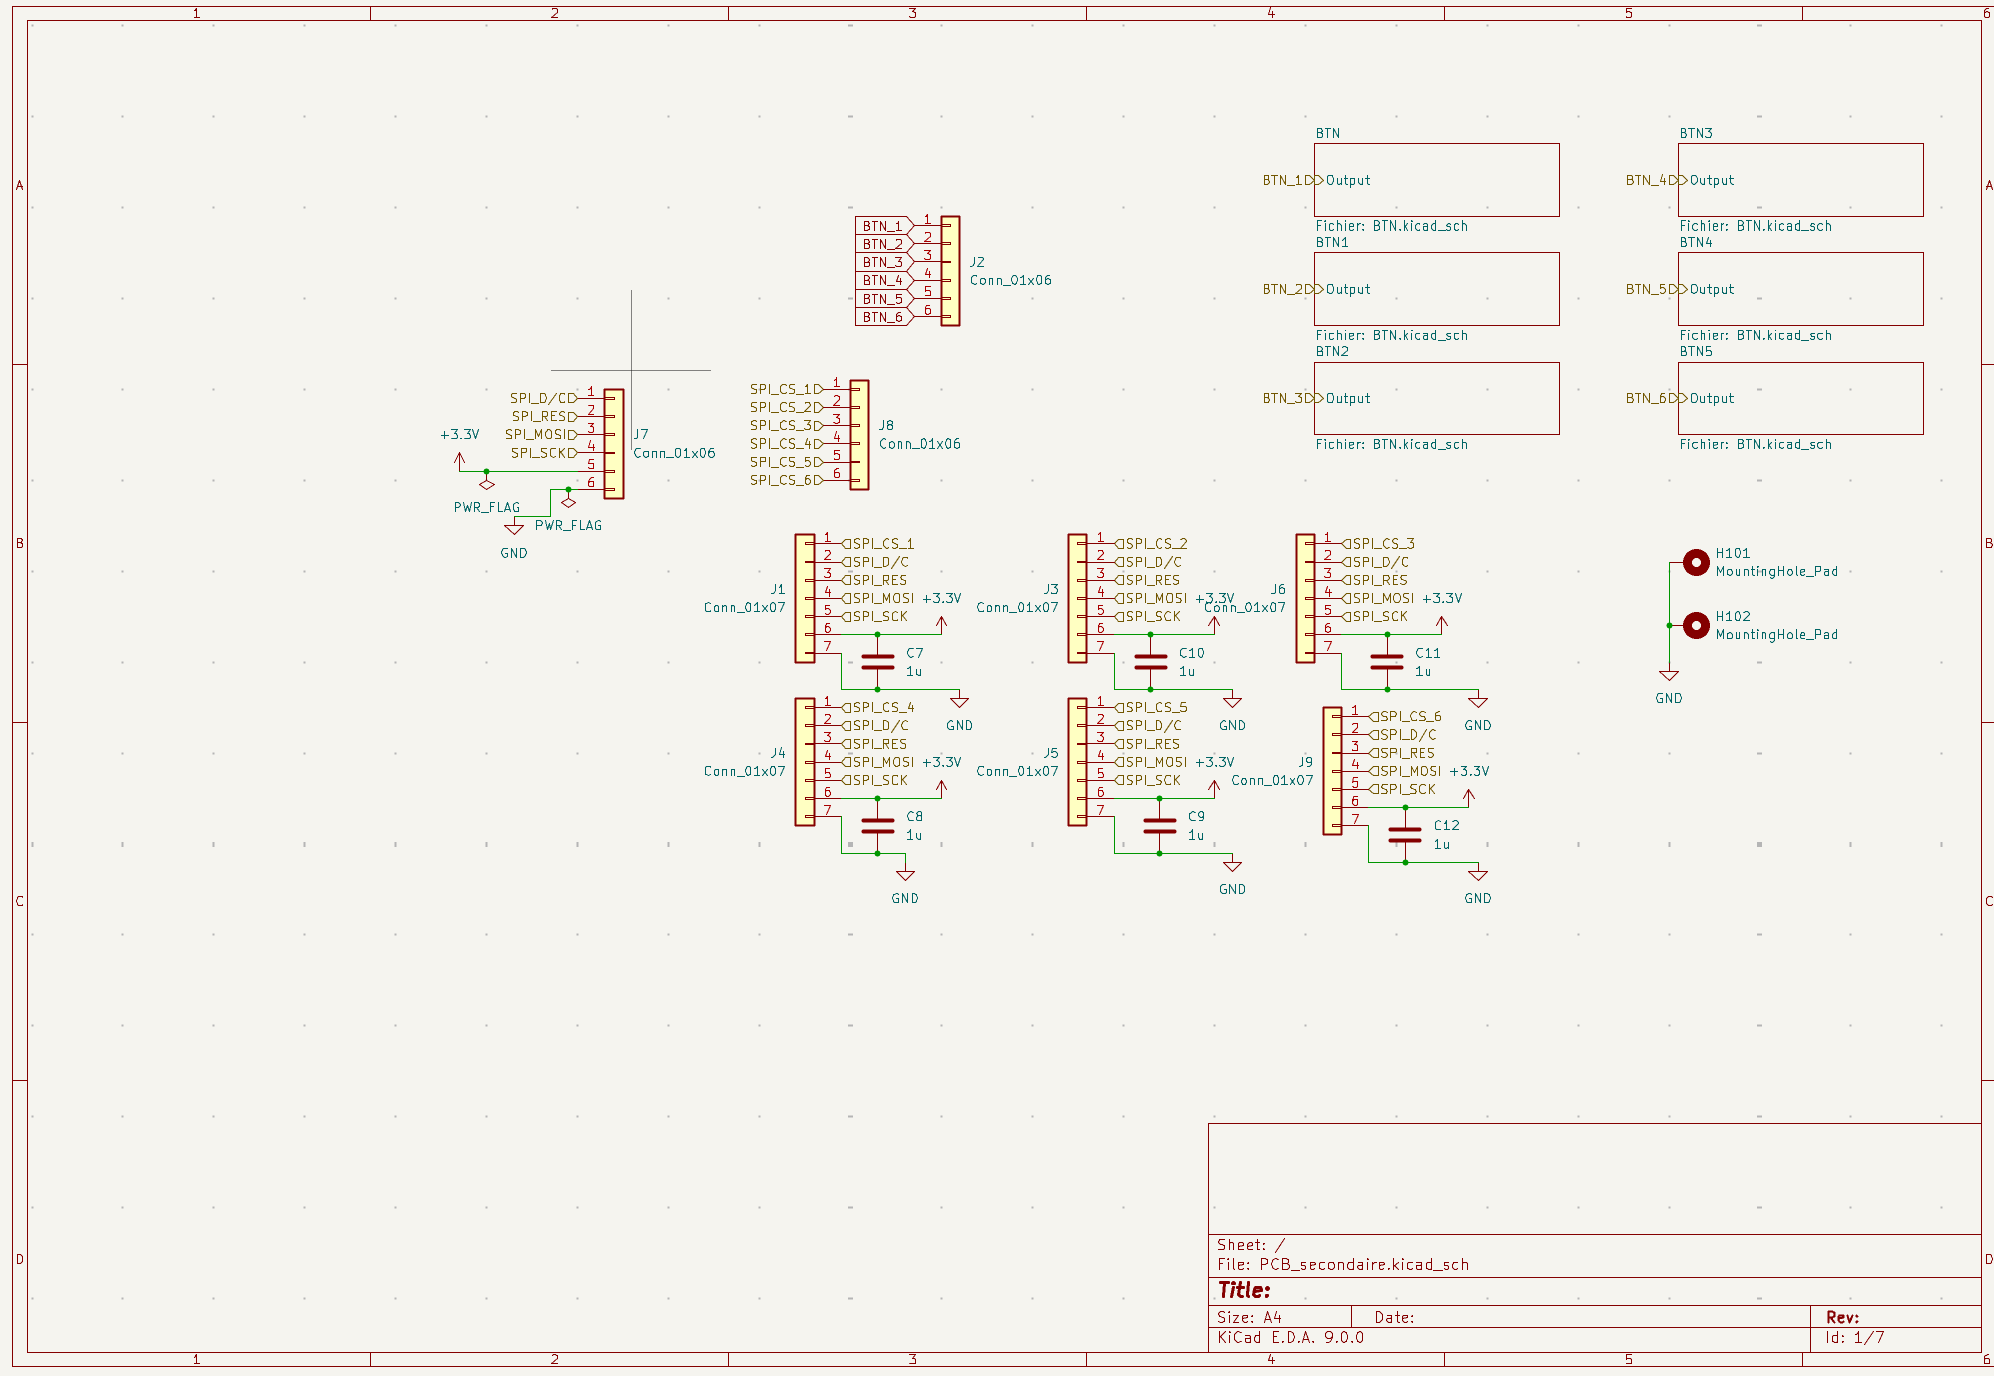 1 2 3 4 5 6
A A
B B
C C
D D
1 2 3 4 5 6
BTN
BTN_1 Output
Fichier: BTN.kicad_sch
BTN1
BTN_2 Output
Fichier: BTN.kicad_sch
BTN2
BTN_3 Output
Fichier: BTN.kicad_sch
BTN3
BTN_4 Output
Fichier: BTN.kicad_sch
BTN4
BTN_5 Output
Fichier: BTN.kicad_sch
BTN5
BTN_6 Output
Fichier: BTN.kicad_sch
BTN_1 1
BTN_2 2
BTN_3 3
BTN_4 4
BTN_5 5
BTN_6 6
J2
Conn_01x06
SPI_D/C 1
SPI_RES 2
SPI_MOSI 3
SPI_SCK 4
5
6
J7
Conn_01x06
+3.3V
PWR_FLAG
PWR_FLAG
GND
SPI_CS_1 1
SPI_CS_2 2
SPI_CS_3 3
SPI_CS_4 4
SPI_CS_5 5
SPI_CS_6 6
J8
Conn_01x06
J1
Conn_01x07
1 SPI_CS_1
2 SPI_D/C
3 SPI_RES
4 SPI_MOSI +3.3V
5 SPI_SCK
6
7
C7
1u
GND
J3
Conn_01x07
1 SPI_CS_2
2 SPI_D/C
3 SPI_RES
4 SPI_MOSI +3.3V
5 SPI_SCK
6
7
C10
1u
GND
J6
Conn_01x07
1 SPI_CS_3
2 SPI_D/C
3 SPI_RES
4 SPI_MOSI +3.3V
5 SPI_SCK
6
7
C11
1u
GND
H101
MountingHole_Pad
H102
MountingHole_Pad
GND
J4
Conn_01x07
1 SPI_CS_4
2 SPI_D/C
3 SPI_RES
4 SPI_MOSI +3.3V
5 SPI_SCK
6
7
C8
1u
GND
J5
Conn_01x07
1 SPI_CS_5
2 SPI_D/C
3 SPI_RES
4 SPI_MOSI +3.3V
5 SPI_SCK
6
7
C9
1u
GND
J9
Conn_01x07
1 SPI_CS_6
2 SPI_D/C
3 SPI_RES
4 SPI_MOSI +3.3V
5 SPI_SCK
6
7
C12
1u
GND
Sheet: /
File: PCB_secondaire.kicad_sch
Title:
Size: A4 Date: Rev:
KiCad E.D.A. 9.0.0 Id: 1/7